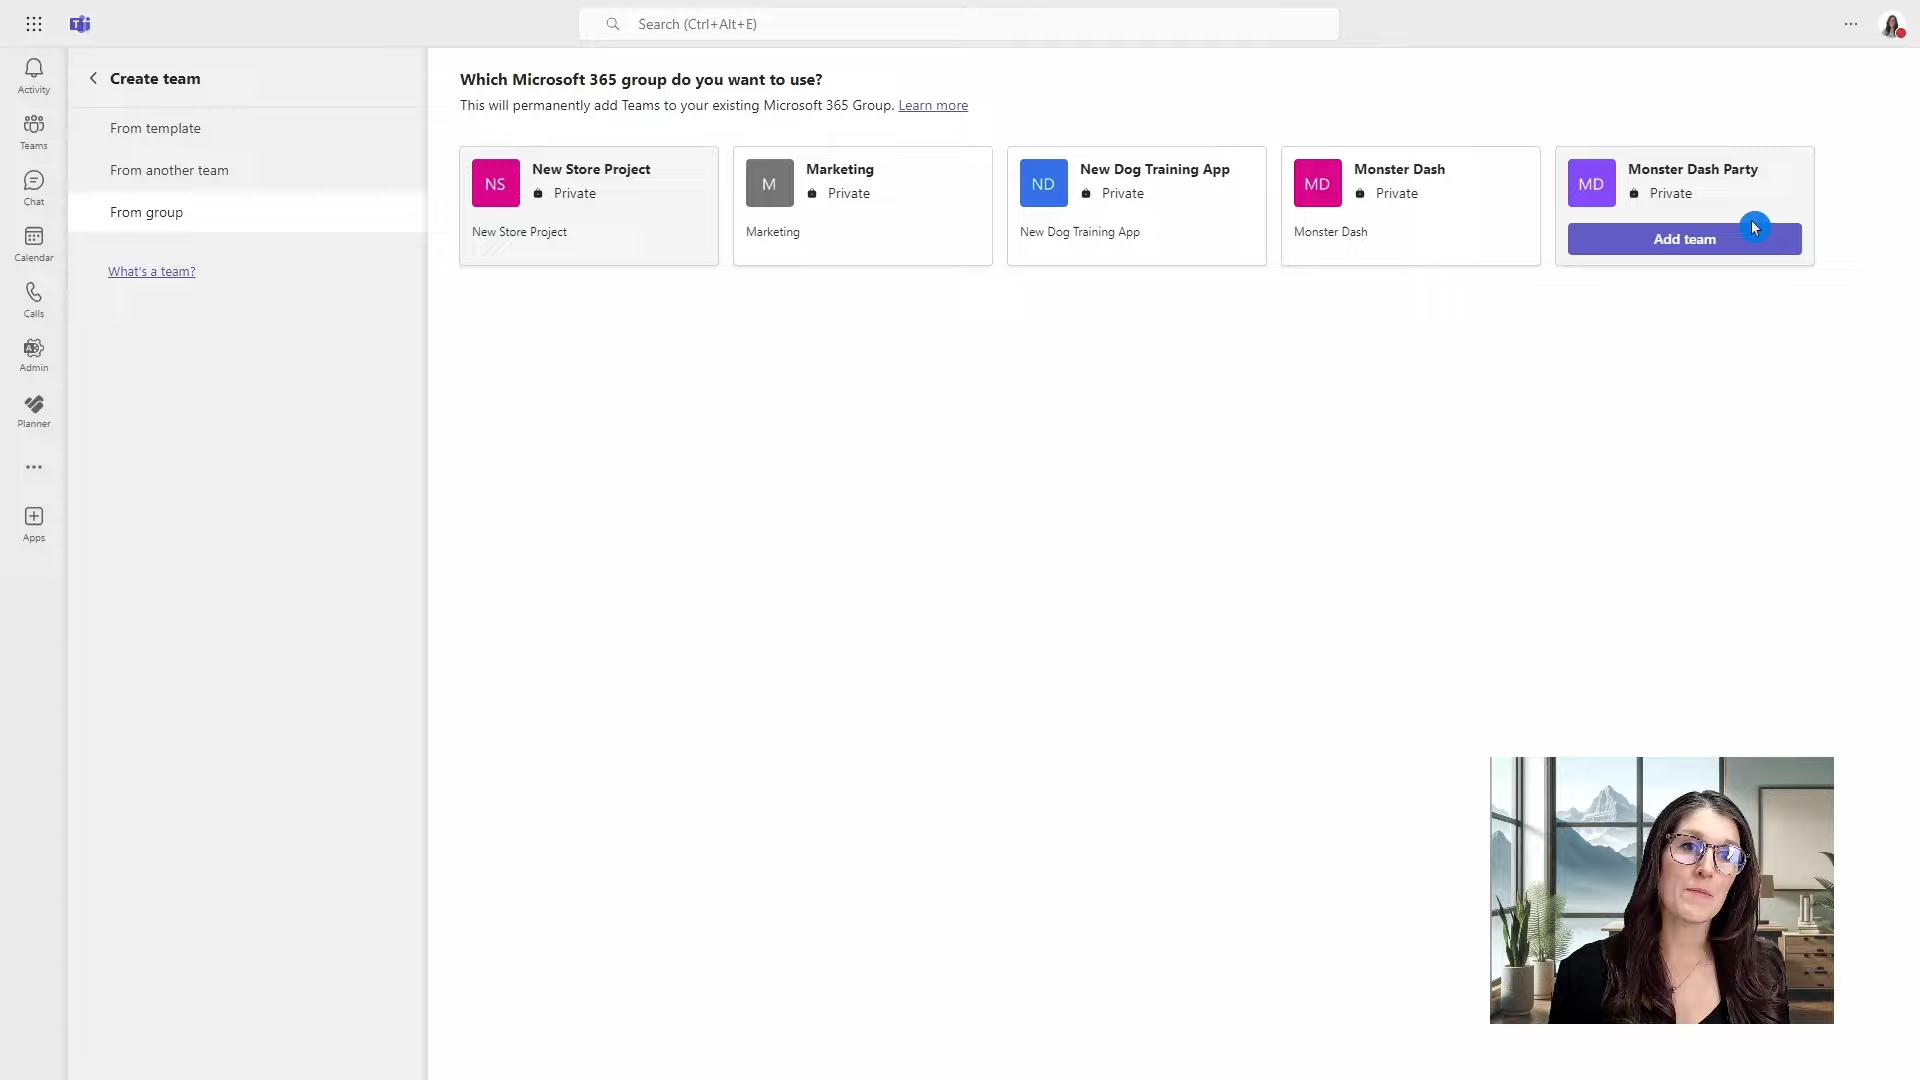 Search (Ctrl+Alt+E)
Activity
Teams
Chat
Calendar
Calls
Admin
Planner
Apps
Create team
From template
From another team
From group
What's a team?
Which Microsoft 365 group do you want to use?
This will permanently add Teams to your existing Microsoft 365 Group. Learn more
NS
New Store Project
Private
New Store Project
M
Marketing
Private
Marketing
ND
New Dog Training App
Private
New Dog Training App
MD
Monster Dash
Private
Monster Dash
MD
Monster Dash Party
Private
Add team